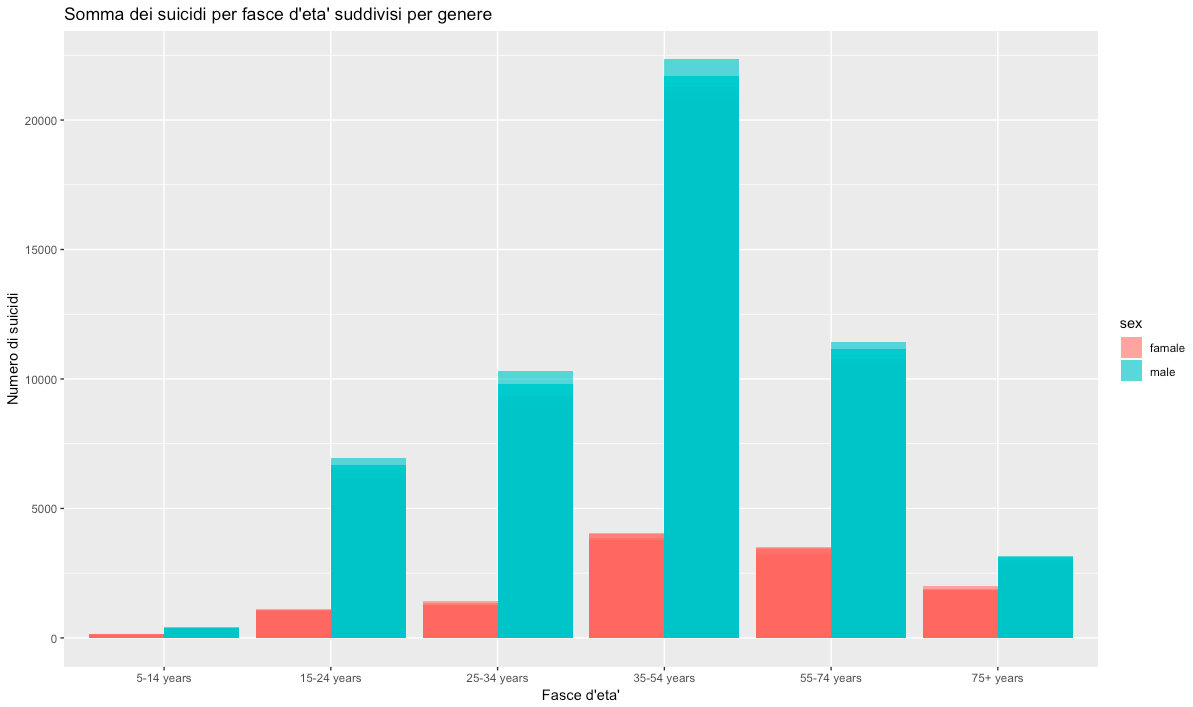 Somma dei suicidi per fasce d'eta' suddivisi per genere
Numero di suicidi
20000
15000
10000
5000
0
5-14 years
15-24 years
25-34 years
35-54 years
55-74 years
75+ years
Fasce d'eta'
sex
famale
male